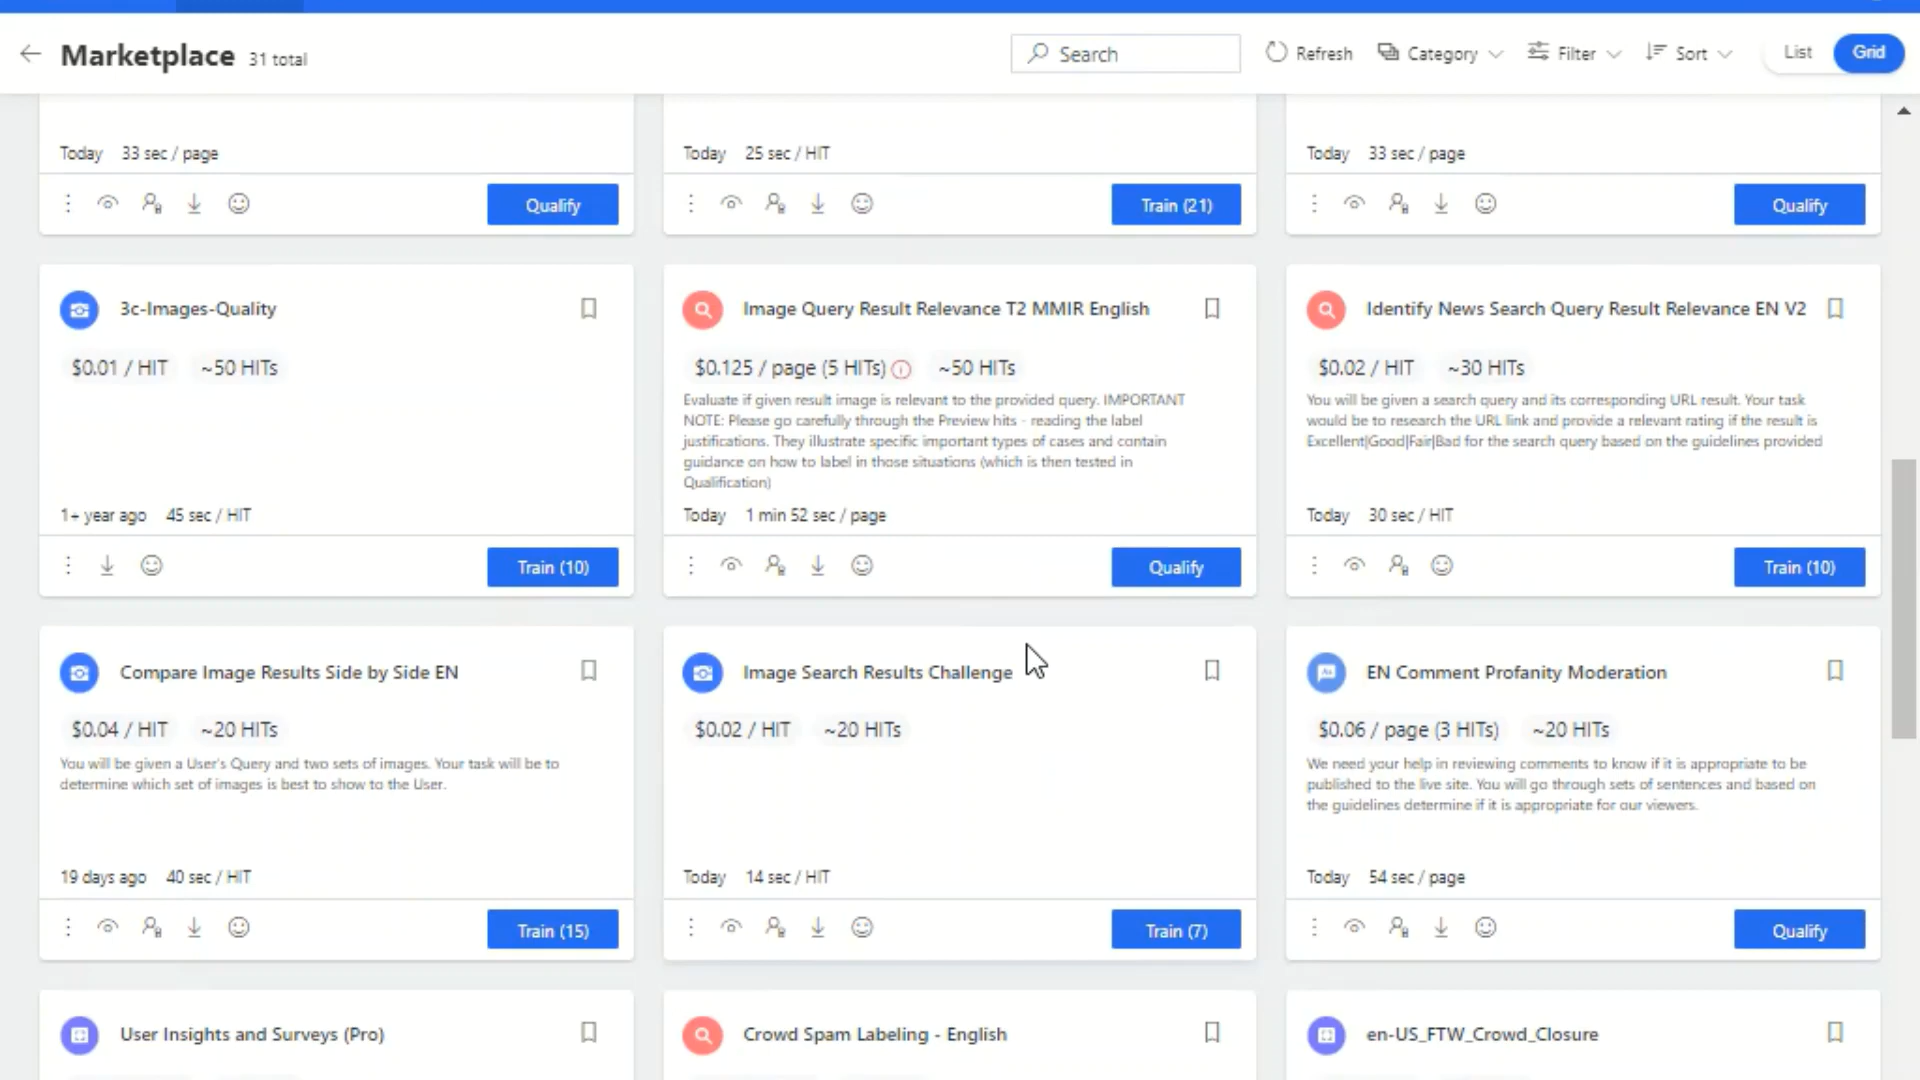 Marketplace 31 total
Search
Refresh
Category
Filter
Sort
List
Grid
Today 33 sec / page
Qualify
Today 25 sec / HIT
Train (21)
Today 33 sec / page
Qualify
3c-Images-Quality
$0.01 / HIT ~50 HITs
1+ year ago 45 sec / HIT
Train (10)
Image Query Result Relevance T2 MMIR English
$0.125 / page (5 HITs) ~50 HITs
Evaluate if given result image is relevant to the provided query. IMPORTANT
NOTE: Please go carefully through the Preview hits - reading the label
justifications. They illustrate specific important types of cases and contain
guidance on how to label in those situations (which is then tested in
Qualification)
Today 1 min 52 sec / page
Qualify
Identify News Search Query Result Relevance EN V2
$0.02 / HIT ~30 HITs
You will be given a search query and its corresponding URL result. Your task
would be to research the URL link and provide a relevant rating if the result is
Excellent|Good|Fair|Bad for the search query based on the guidelines provided
Today 30 sec / HIT
Train (10)
Compare Image Results Side by Side EN
$0.04 / HIT ~20 HITs
You will be given a User's Query and two sets of images. Your task will be to
determine which set of images is best to show to the User.
19 days ago 40 sec / HIT
Train (15)
Image Search Results Challenge
$0.02 / HIT ~20 HITs
Today 14 sec / HIT
Train (7)
EN Comment Profanity Moderation
$0.06 / page (3 HITs) ~20 HITs
We need your help in reviewing comments to know if it is appropriate to be
published to the live site. You will go through sets of sentences and based on
the guidelines determine if it is appropriate for our viewers.
Today 54 sec / page
Qualify
User Insights and Surveys (Pro)
Crowd Spam Labeling - English
en-US_FTW_Crowd_Closure